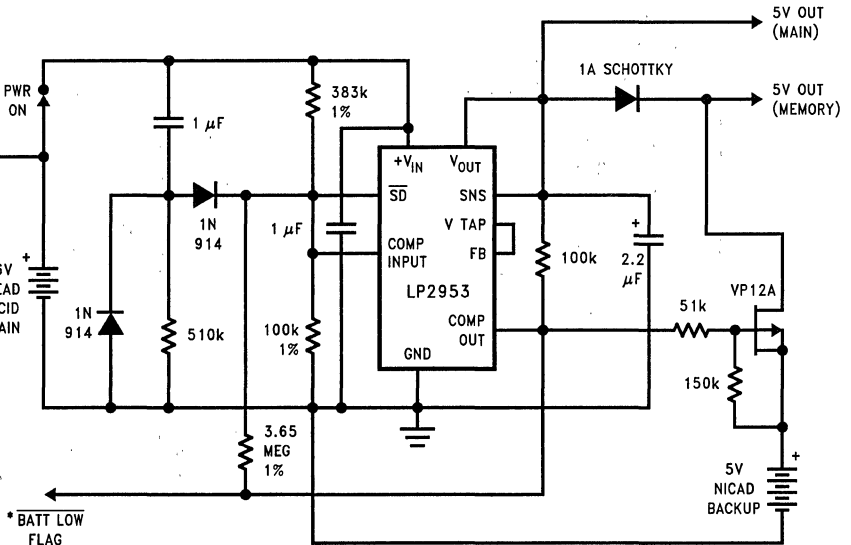 5V OUT
(MAIN)
1A SCHOTTKY
5V OUT
(MEMORY)
PWR
ON
383k
1%
1 μF
+VIN
VOUT
SD
SNS
1N
914
1 μF
V TAP
COMP
INPUT
FB
100k
+
2.2
μF
+
LP2953
VP12A
51k
1N
914
510k
100k
1%
COMP
OUT
GND
150k
3.65
MEG
1%
+
5V
NICAD
BACKUP
* BATT LOW
FLAG